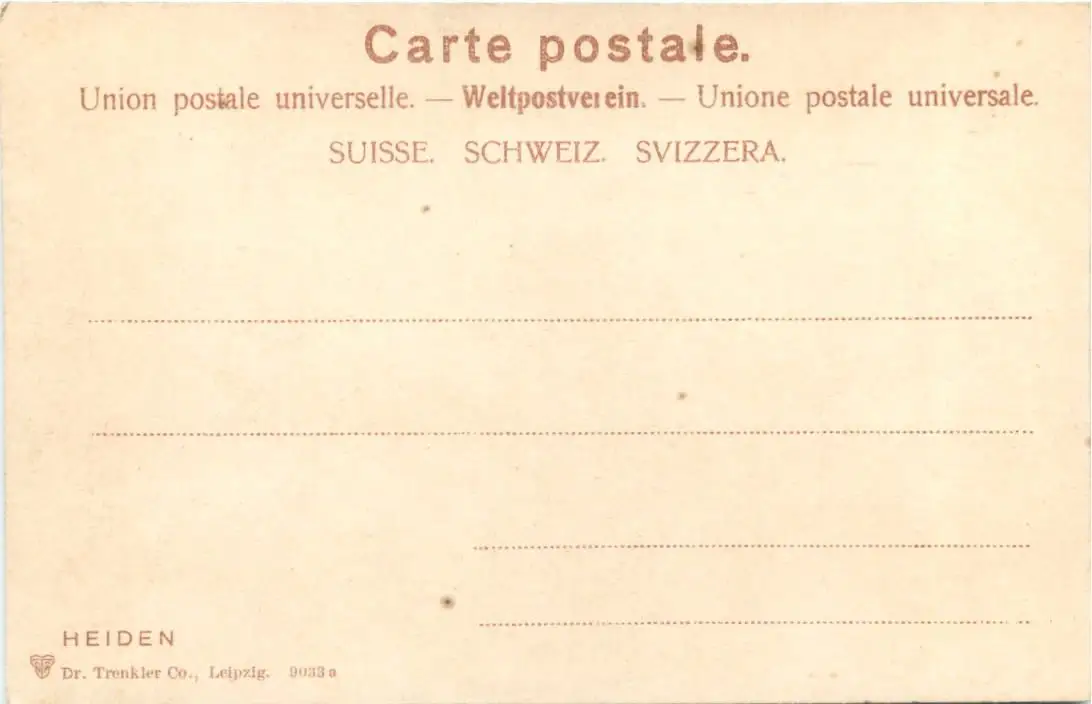 Carte postale.
Union postale universelle. — Weltpostverein. — Unione postale universale.
SUISSE. SCHWEIZ. SVIZZERA.
HEIDEN
Dr. Trenkler Co., Leipzig. 9033a